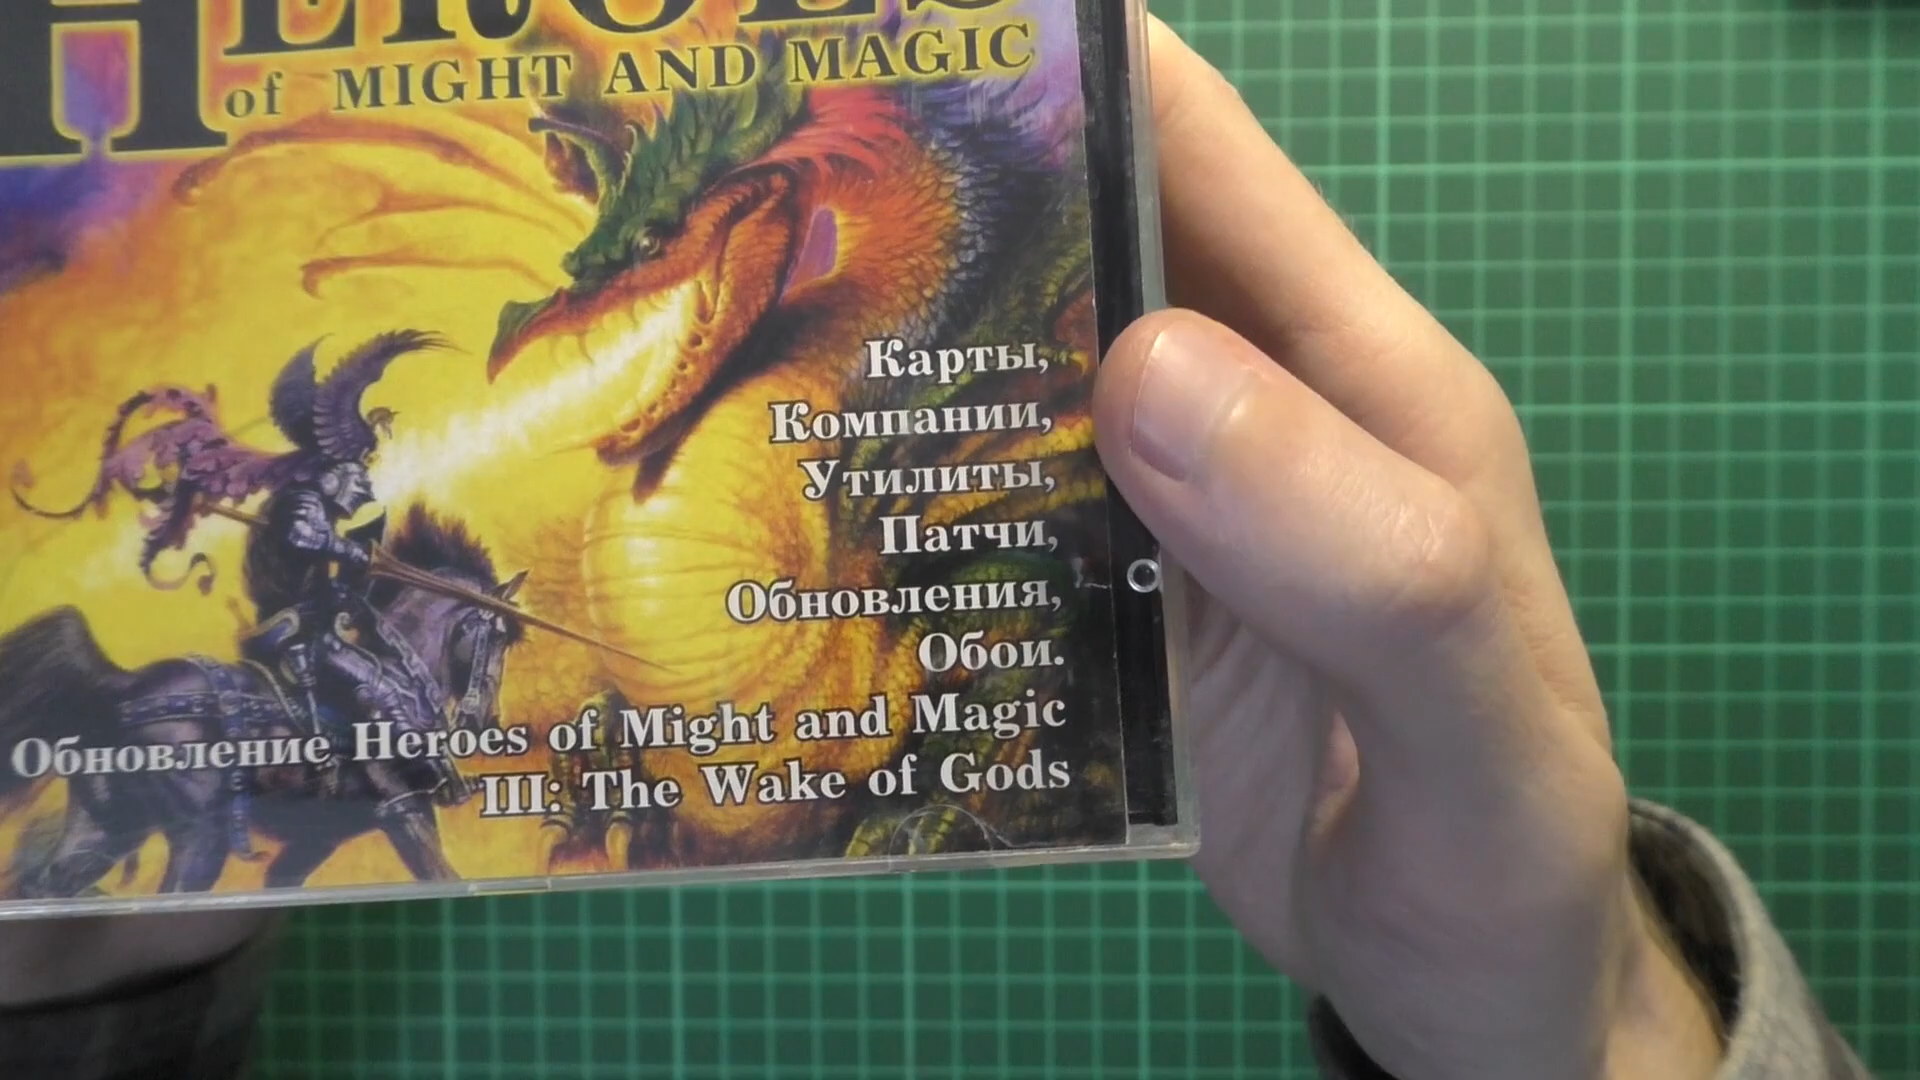 HEROES
of MIGHT AND MAGIC
Карты,
Компании,
Утилиты,
Патчи,
Обновления,
Обои.
Обновление Heroes of Might and Magic
III: The Wake of Gods